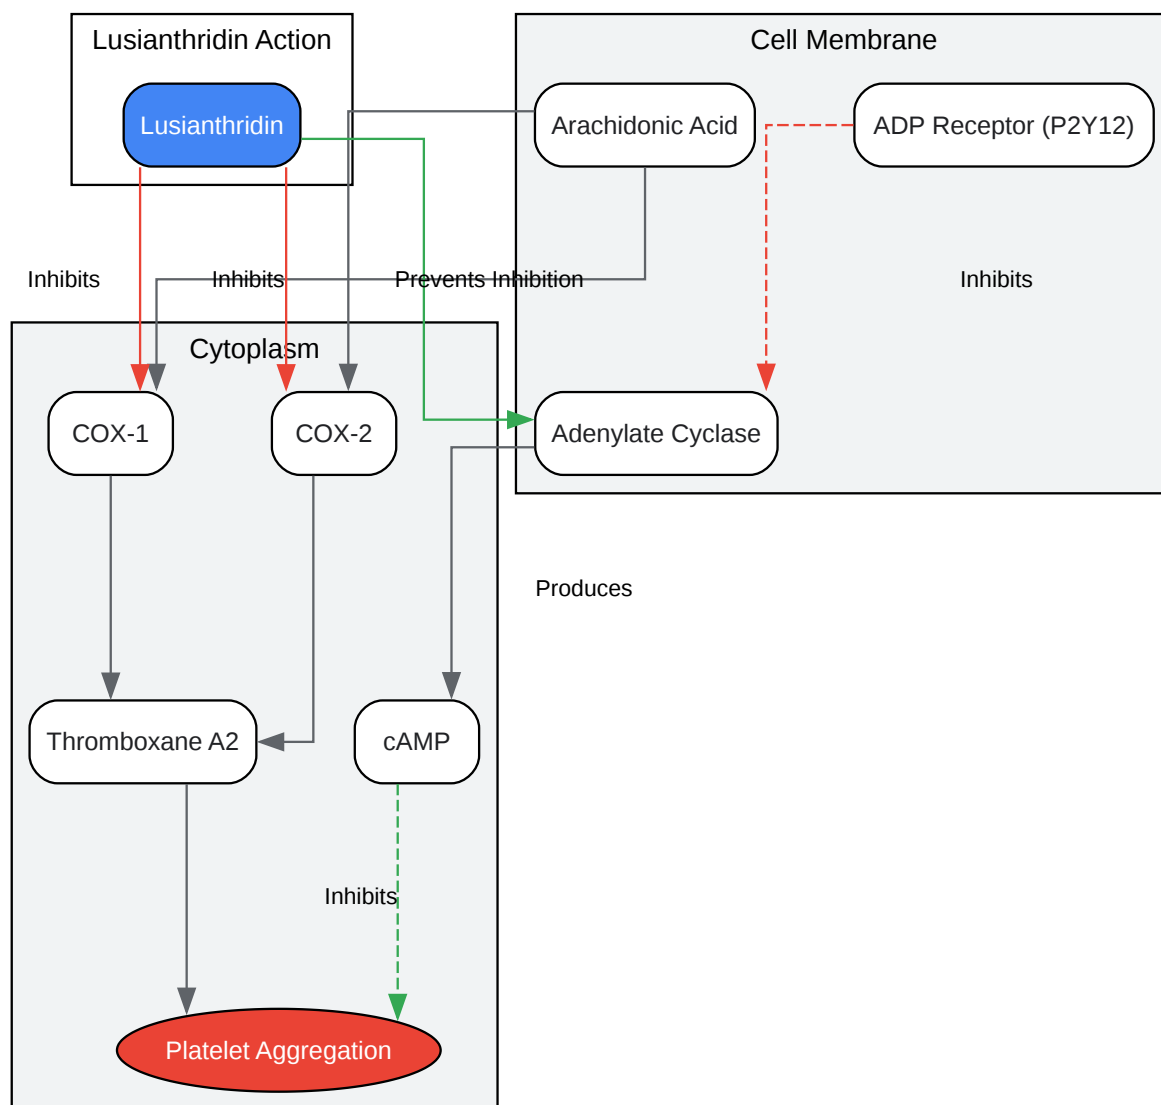 Lusianthridin Action
Cell Membrane
Lusianthridin
Arachidonic Acid
ADP Receptor (P2Y12)
Inhibits
Inhibits
Prevents Inhibition
Inhibits
Cytoplasm
COX-1
COX-2
Adenylate Cyclase
Produces
Thromboxane A2
cAMP
Inhibits
Platelet Aggregation